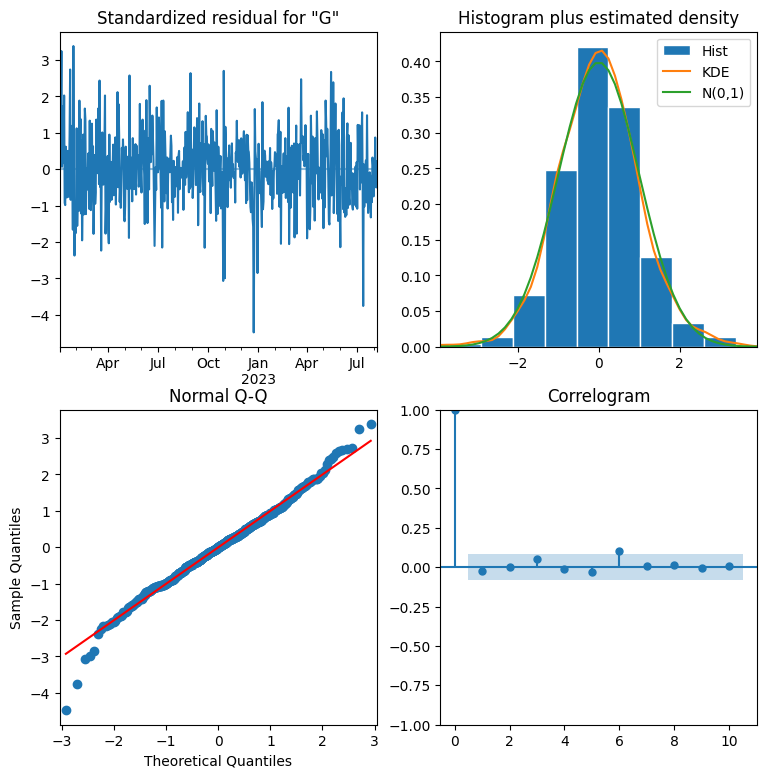 Standardized residual for "G"
3
2
1
0
−1
−2
−3
−4
Apr Jul Oct Jan Apr Jul
2023
Histogram plus estimated density
Hist
KDE
N(0,1)
0.40
0.35
0.30
0.25
0.20
0.15
0.10
0.05
0.00
−2 0 2
Normal Q-Q
Sample Quantiles
3
2
1
0
−1
−2
−3
−4
−3 −2 −1 0 1 2 3
Theoretical Quantiles
Correlogram
1.00
0.75
0.50
0.25
0.00
−0.25
−0.50
−0.75
−1.00
0 2 4 6 8 10